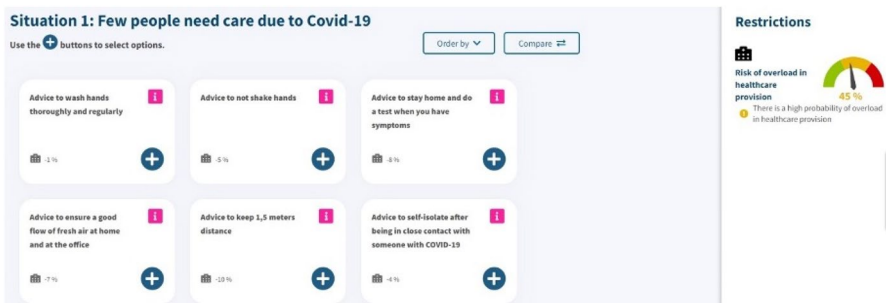 Situation 1: Few people need care due to Covid-19
Use the + buttons to select options.
Order by
Compare
Advice to wash hands
thoroughly and regularly
i
-1 %
+
Advice to not shake hands
i
-5 %
+
Advice to stay home and do
a test when you have
symptoms
i
+
Advice to ensure a good
flow of fresh air at home
and at the office
i
-7 %
+
Advice to keep 1,5 meters
distance
i
-10 %
+
Advice to self-isolate after
being in close contact with
someone with COVID-19
i
-4 %
+
Restrictions
Risk of overload in
healthcare
provision
45 %
There is a high probability of overload
in healthcare provision